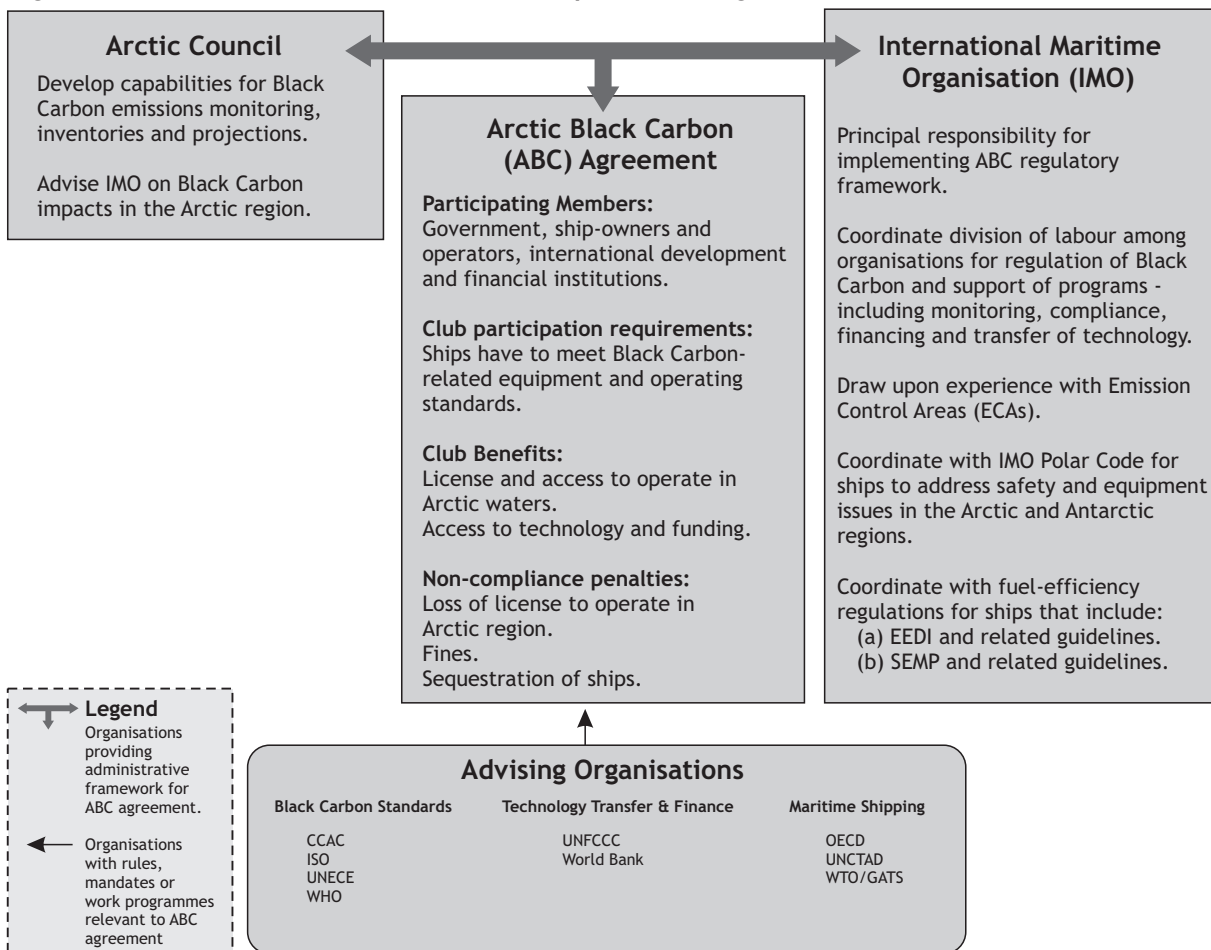 Arctic Council
Develop capabilities for Black
Carbon emissions monitoring,
inventories and projections.
Advise IMO on Black Carbon
impacts in the Arctic region.
Arctic Black Carbon
(ABC) Agreement
Participating Members:
Government, ship-owners and
operators, international development
and financial institutions.
Club participation requirements:
Ships have to meet Black Carbon-
related equipment and operating
standards.
Club Benefits:
License and access to operate in
Arctic waters.
Access to technology and funding.
Non-compliance penalties:
Loss of license to operate in
Arctic region.
Fines.
Sequestration of ships.
International Maritime
Organisation (IMO)
Principal responsibility for
implementing ABC regulatory
framework.
Coordinate division of labour among
organisations for regulation of Black
Carbon and support of programs -
including monitoring, compliance,
financing and transfer of technology.
Draw upon experience with Emission
Control Areas (ECAs).
Coordinate with IMO Polar Code for
ships to address safety and equipment
issues in the Arctic and Antarctic
regions.
Coordinate with fuel-efficiency
regulations for ships that include:
(a) EEDI and related guidelines.
(b) SEMP and related guidelines.
Legend
Organisations
providing
administrative
framework for
ABC agreement.
Organisations
with rules,
mandates or
work programmes
relevant to ABC
agreement
Advising Organisations
Black Carbon Standards
CCAC
ISO
UNECE
WHO
Technology Transfer & Finance
UNFCCC
World Bank
Maritime Shipping
OECD
UNCTAD
WTO/GATS